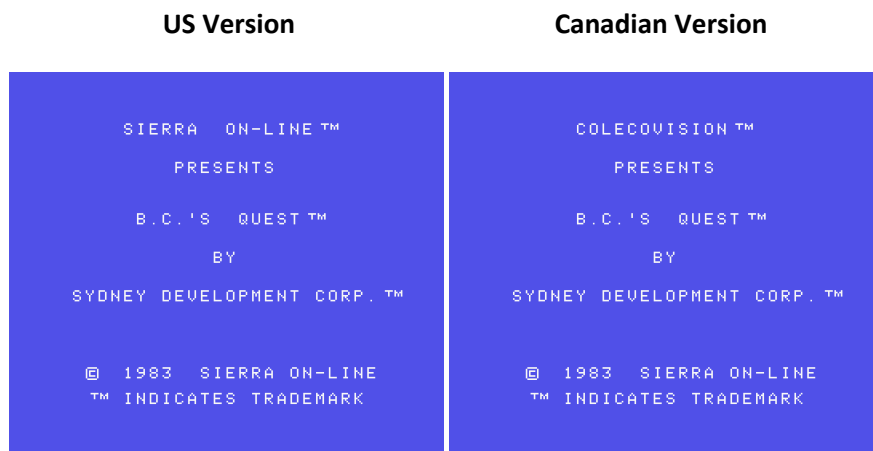 US Version
SIERRA ON-LINE™
PRESENTS
B.C.'S QUEST™
BY
SYDNEY DEVELOPMENT CORP.™
© 1983 SIERRA ON-LINE
™ INDICATES TRADEMARK
Canadian Version
COLECOVISION™
PRESENTS
B.C.'S QUEST™
BY
SYDNEY DEVELOPMENT CORP.™
© 1983 SIERRA ON-LINE
™ INDICATES TRADEMARK